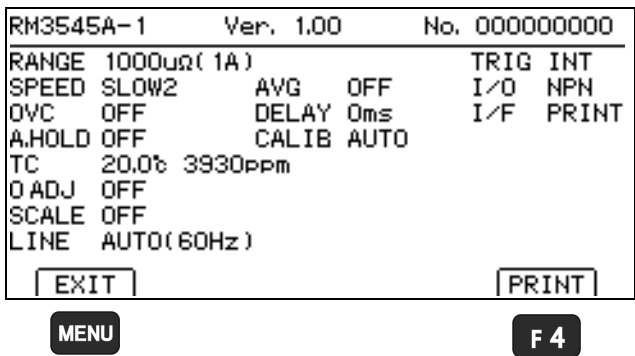 RM3545A-1 Ver. 1.00 No. 000000000
RANGE 1000uΩ( 1A) TRIG INT
SPEED SLOW2 AVG OFF I/O NPN
OVC OFF DELAY 0ms I/F PRINT
A.HOLD OFF CALIB AUTO
TC 20.0℃ 3930ppm
0 ADJ OFF
SCALE OFF
LINE AUTO(60Hz)
EXIT PRINT
MENU F 4